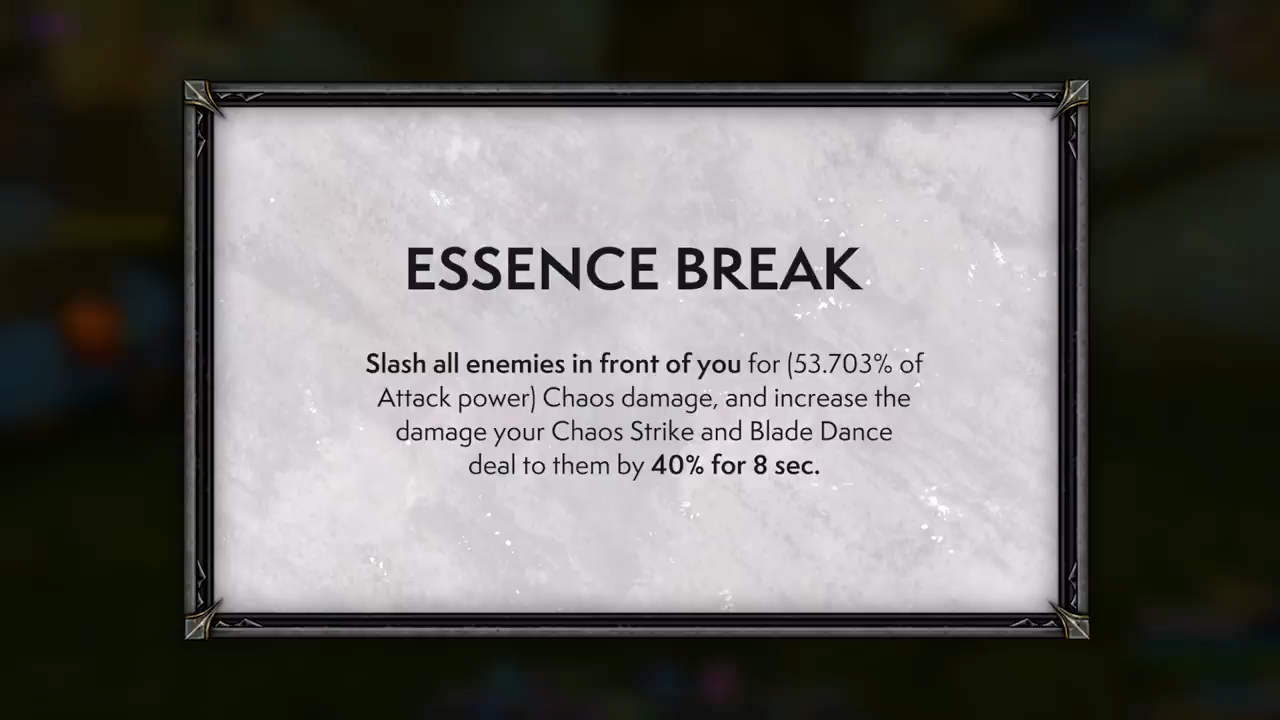 ESSENCE BREAK
Slash all enemies in front of you for (53.703% of
Attack power) Chaos damage, and increase the
damage your Chaos Strike and Blade Dance
deal to them by 40% for 8 sec.